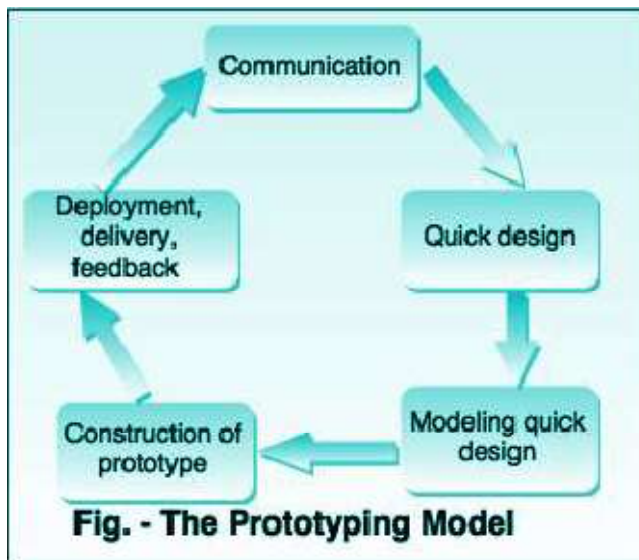 Communication
Quick design
Modeling quick
design
Construction of
prototype
Deployment,
delivery,
feedback
Fig. - The Prototyping Model